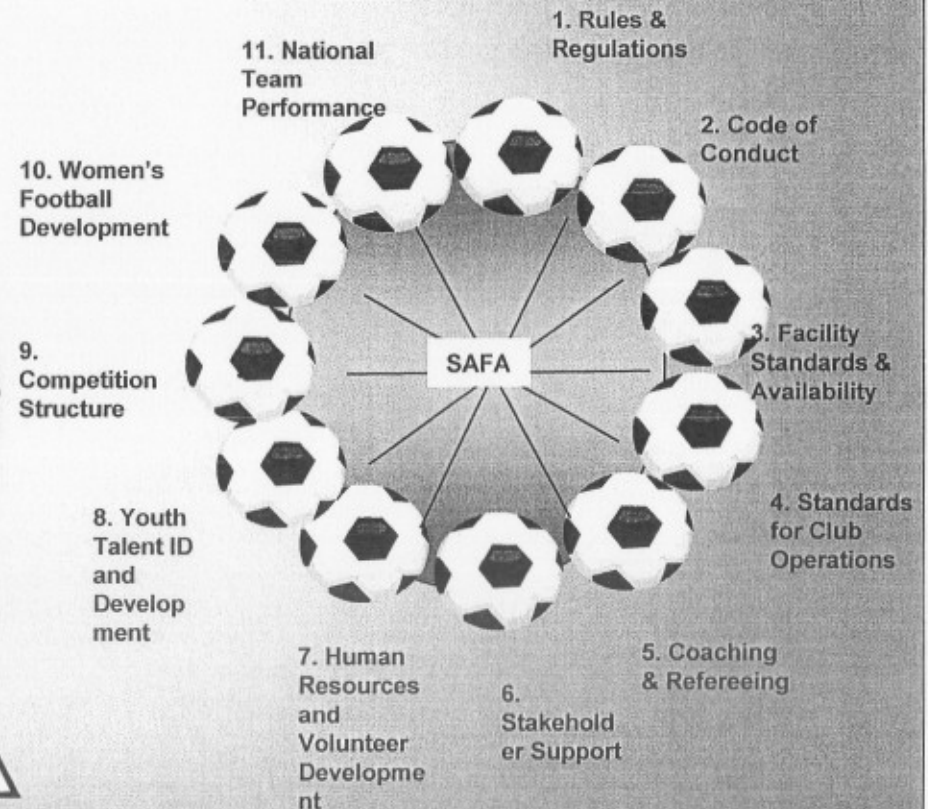 1. Rules &
Regulations
2. Code of
Conduct
3. Facility
Standards &
Availability
4. Standards
for Club
Operations
5. Coaching
& Refereeing
6.
Stakehold
er Support
7. Human
Resources
and
Volunteer
Developme
nt
8. Youth
Talent ID
and
Develop
ment
9.
Competition
Structure
10. Women's
Football
Development
11. National
Team
Performance
SAFA